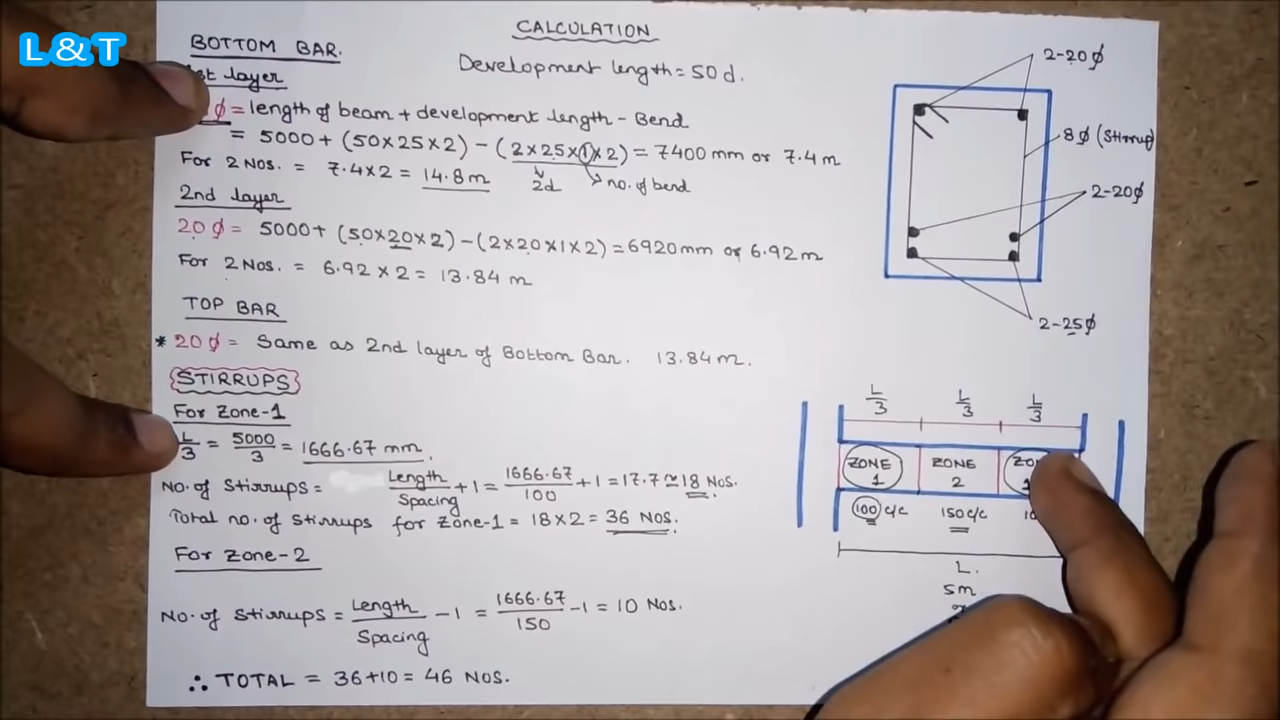 L&T
CALCULATION
BOTTOM BAR.
Development length = 50 d.
1st layer
φ = length of beam + development length - Bend
= 5000 + (50×25×2) - (2×25×1×2) = 7400 mm or 7.4 m
2d
no. of bend
For 2 Nos. = 7.4×2 = 14.8 m
2nd layer
20 φ = 5000 + (50×20×2) - (2×20×1×2) = 6920 mm or 6.92 m
For 2 Nos. = 6.92 × 2 = 13.84 m
TOP BAR
* 20 φ = Same as 2nd layer of Bottom Bar. 13.84 m.
STIRRUPS
For Zone-1
L/3 = 5000/3 = 1666.67 mm.
No. of Stirrups = Length/Spacing + 1 = 1666.67/100 + 1 = 17.7 ≃ 18 Nos.
Total no. of Stirrups for Zone-1 = 18×2 = 36 Nos.
For Zone-2
No. of Stirrups = Length/Spacing - 1 = 1666.67/150 - 1 = 10 Nos.
∴ TOTAL = 36+10 = 46 Nos.
2-20φ
8φ (Stirrup)
2-20φ
2-25φ
L/3 L/3 L/3
ZONE 1
ZONE 2
100 c/c
150 c/c
L.
5m